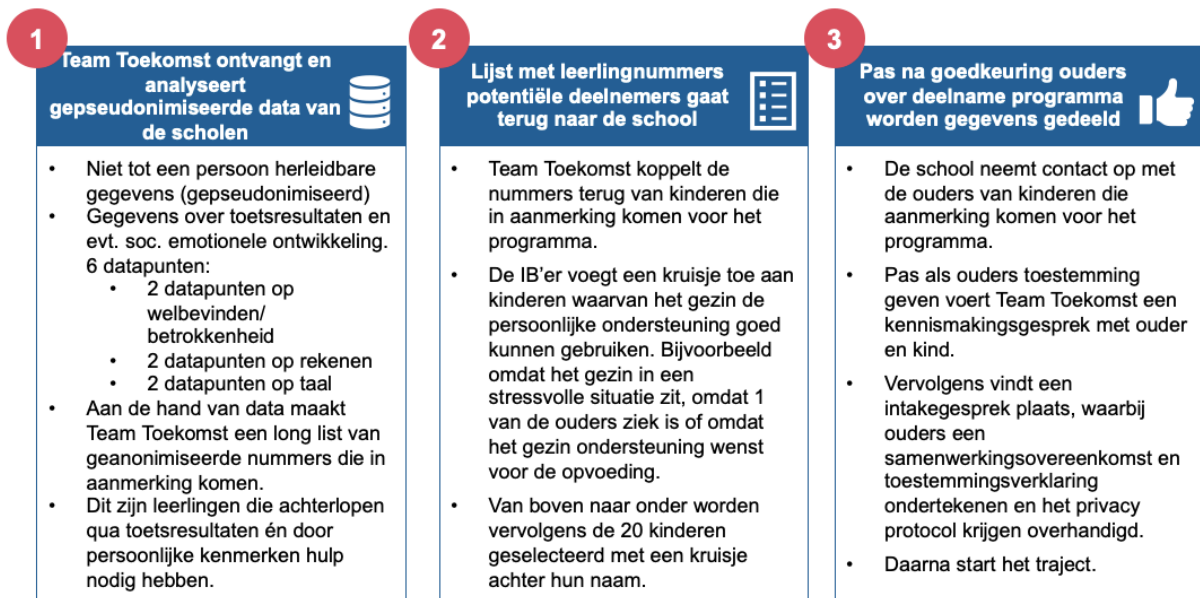 1
Team Toekomst ontvangt en
analyseert
gepseudonimiseerde data van
de scholen
• Niet tot een persoon herleidbare
gegevens (gepseudonimiseerd)
• Gegevens over toetsresultaten en
evt. soc. emotionele ontwikkeling.
6 datapunten:
• 2 datapunten op
welbevinden/
betrokkenheid
• 2 datapunten op rekenen
• 2 datapunten op taal
• Aan de hand van data maakt
Team Toekomst een long list van
geanonimiseerde nummers die in
aanmerking komen.
• Dit zijn leerlingen die achterlopen
qua toetsresultaten én door
persoonlijke kenmerken hulp
nodig hebben.
2
Lijst met leerlingnummers
potentiële deelnemers gaat
terug naar de school
• Team Toekomst koppelt de
nummers terug van kinderen die
in aanmerking komen voor het
programma.
• De IB'er voegt een kruisje toe aan
kinderen waarvan het gezin de
persoonlijke ondersteuning goed
kunnen gebruiken. Bijvoorbeeld
omdat het gezin in een
stressvolle situatie zit, omdat 1
van de ouders ziek is of omdat
het gezin ondersteuning wenst
voor de opvoeding.
• Van boven naar onder worden
vervolgens de 20 kinderen
geselecteerd met een kruisje
achter hun naam.
3
Pas na goedkeuring ouders
over deelname programma
worden gegevens gedeeld
• De school neemt contact op met
de ouders van kinderen die
aanmerking komen voor het
programma.
• Pas als ouders toestemming
geven voert Team Toekomst een
kennismakingsgesprek met ouder
en kind.
• Vervolgens vindt een
intakegesprek plaats, waarbij
ouders een
samenwerkingsovereenkomst en
toestemmingsverklaring
ondertekenen en het privacy
protocol krijgen overhandigd.
• Daarna start het traject.